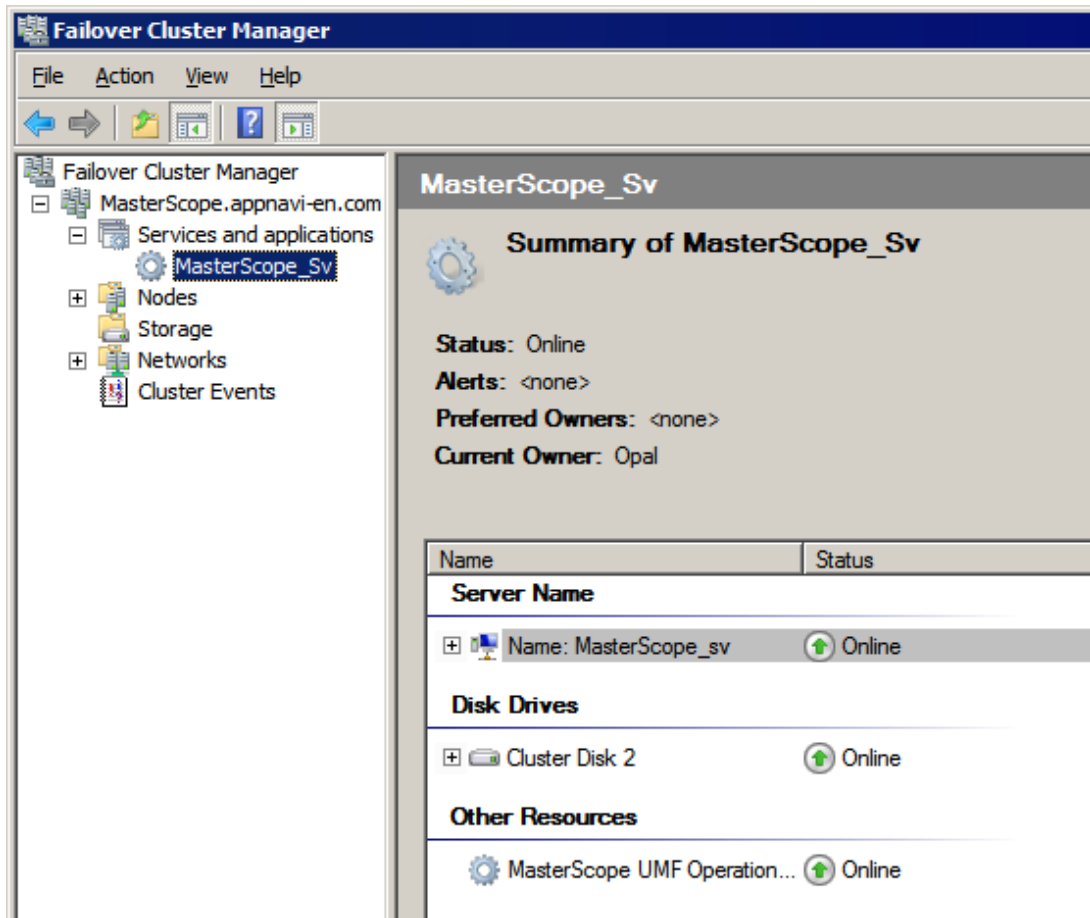 Failover Cluster Manager
File Action View Help
Failover Cluster Manager
MasterScope.appnavi-en.com
Services and applications
MasterScope_Sv
Nodes
Storage
Networks
Cluster Events
MasterScope_Sv
Summary of MasterScope_Sv
Status: Online
Alerts: <none>
Preferred Owners: <none>
Current Owner: Opal
Name Status
Server Name
Name: MasterScope_sv Online
Disk Drives
Cluster Disk 2 Online
Other Resources
MasterScope UMF Operation... Online